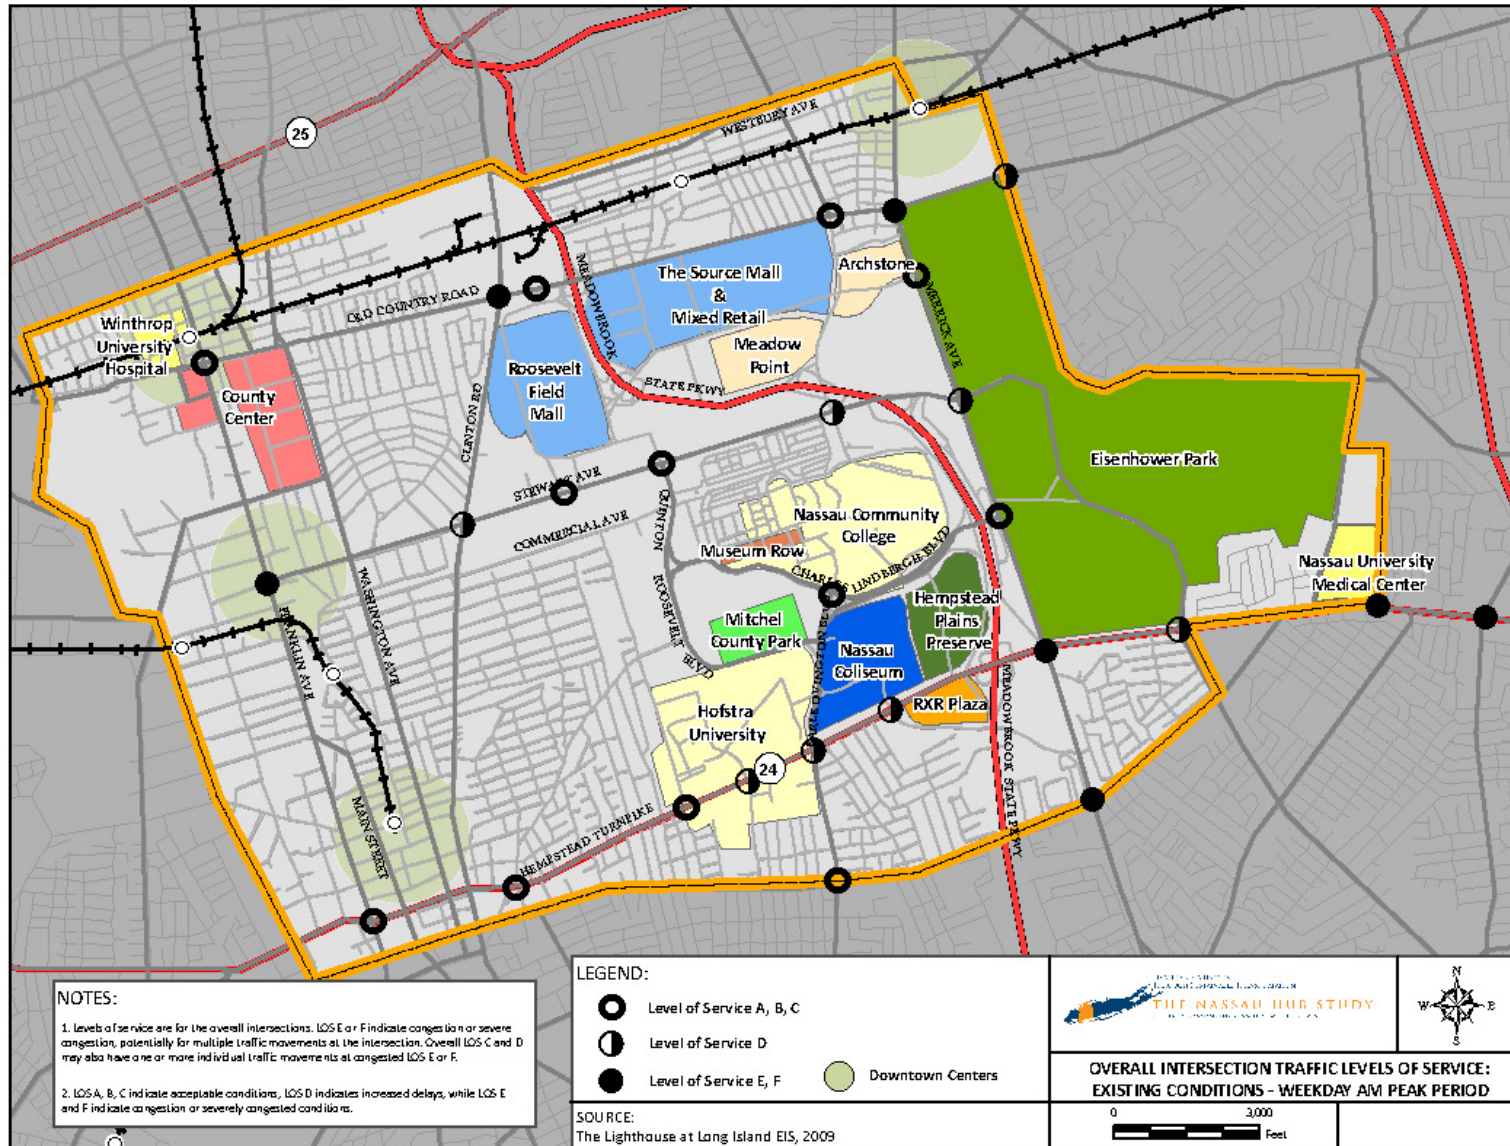 25
WESTBURY AVE
Archstone
The Source Mall
&
Mixed Retail
MEADOWBROOK
STATE PKWY
MERRICK AVE
OLD COUNTRY ROAD
Winthrop
University
Hospital
Meadow
Point
Roosevelt
Field
Mall
County
Center
CLINTON RD
Eisenhower Park
STEWART AVE
COMMERCIAL AVE
QUINTON
ROOSEVELT
BLVD
Nassau Community
College
Museum Row
CHARLES LINDBERGH BLVD
Nassau University
Medical Center
Hempstead
Plains
Preserve
Mitchel
County Park
Nassau
Coliseum
WASHINGTON AVE
FRANKLIN AVE
RXR Plaza
Hofstra
University
24
MEADOWBROOK STATE PKWY
MAIN STREET
HEMPSTEAD TURNPIKE
NOTES:
1. Levels of service are for the overall intersections. LOS E or F indicate congestion or severe
congestion, potentially for multiple traffic movements at the intersection. Overall LOS C and D
may also have one or more individual traffic movements at congested LOS E or F.
2. LOS A, B, C indicate acceptable conditions, LOS D indicates increased delays, while LOS E
and F indicate congestion or severely congested conditions.
LEGEND:
Level of Service A, B, C
Level of Service D
Level of Service E, F
Downtown Centers
SOURCE:
The Lighthouse at Long Island EIS, 2009
THE NASSAU HUB STUDY
N
W E
S
OVERALL INTERSECTION TRAFFIC LEVELS OF SERVICE:
EXISTING CONDITIONS - WEEKDAY AM PEAK PERIOD
0 3,000
Feet